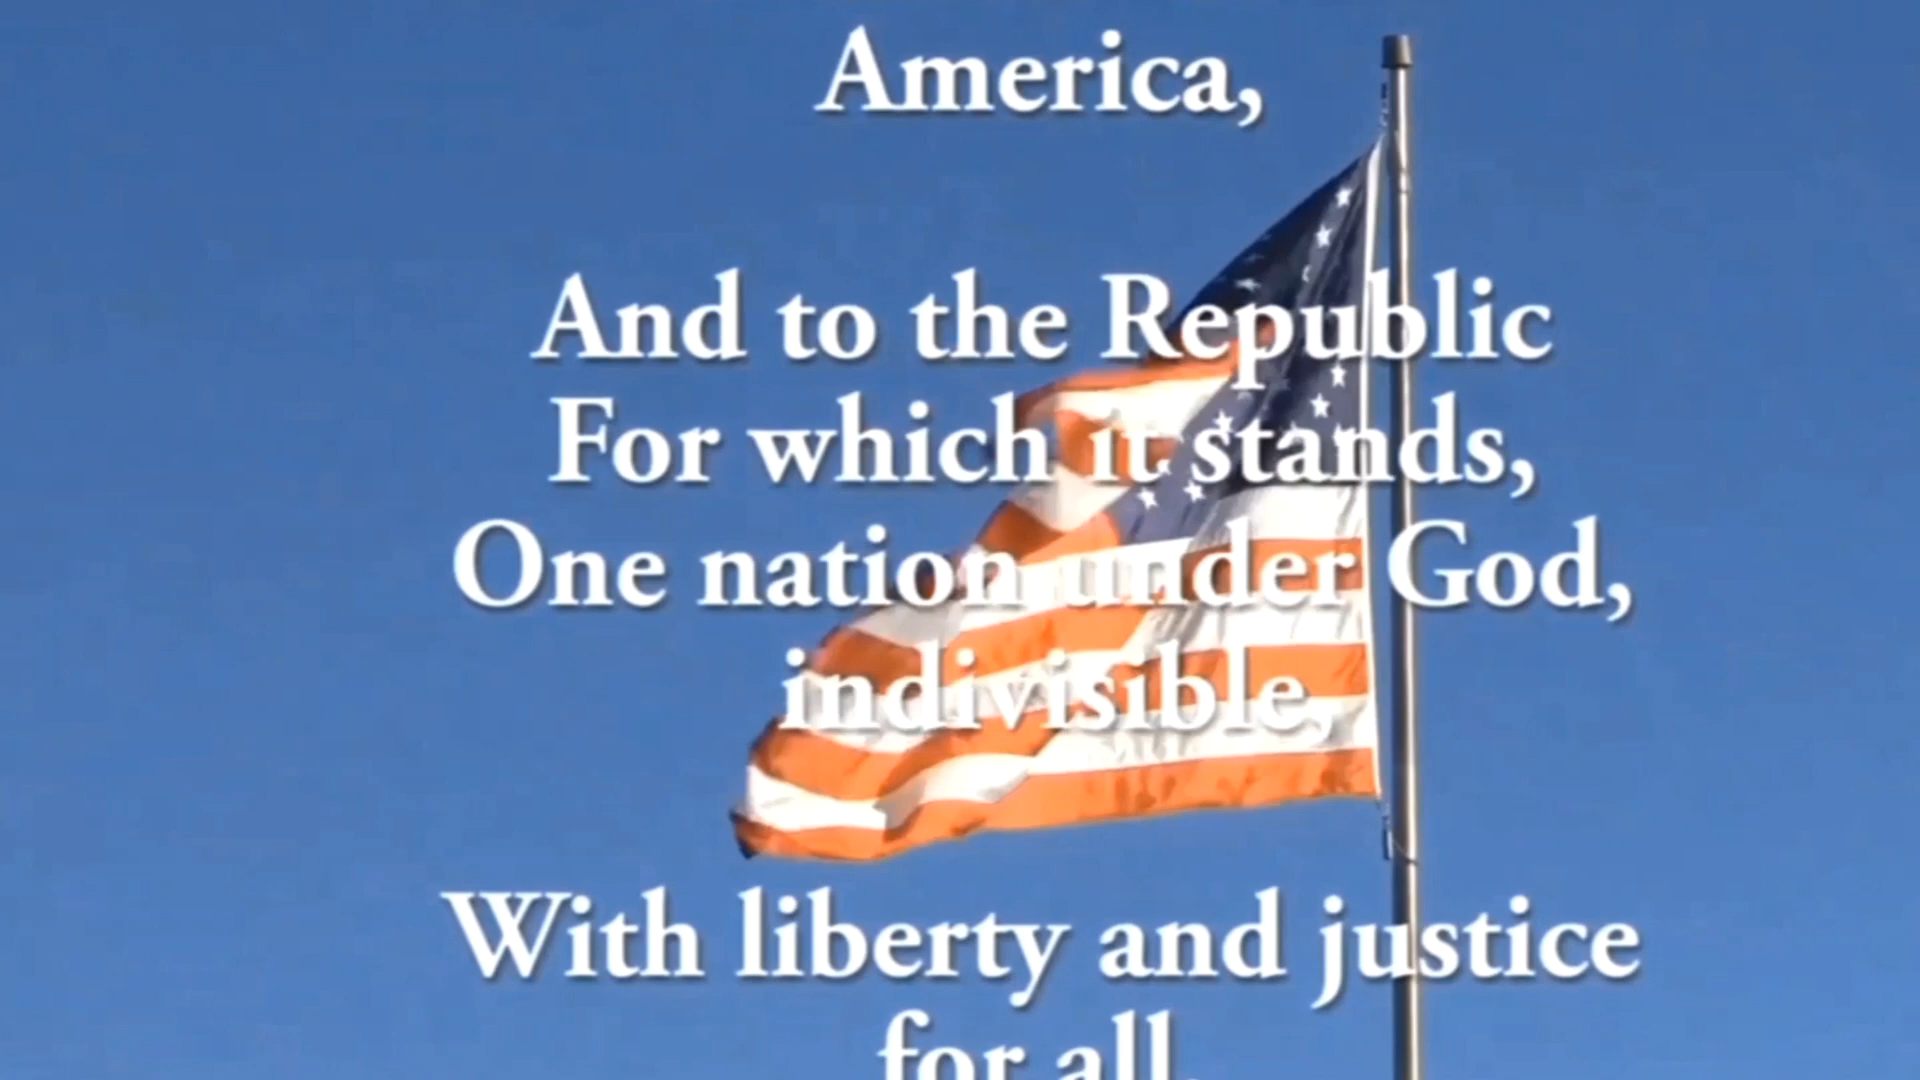 America,
And to the Republic
For which it stands,
One nation under God,
indivisible,
With liberty and justice
for all.